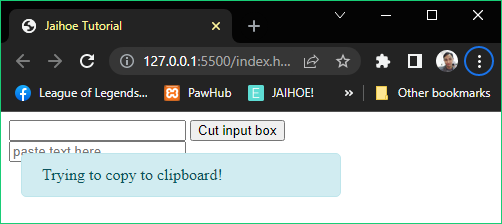 Jaihoe Tutorial
127.0.0.1:5500/index.h...
League of Legends...
PawHub
JAIHOE!
Other bookmarks
Cut input box
paste text here
Trying to copy to clipboard!